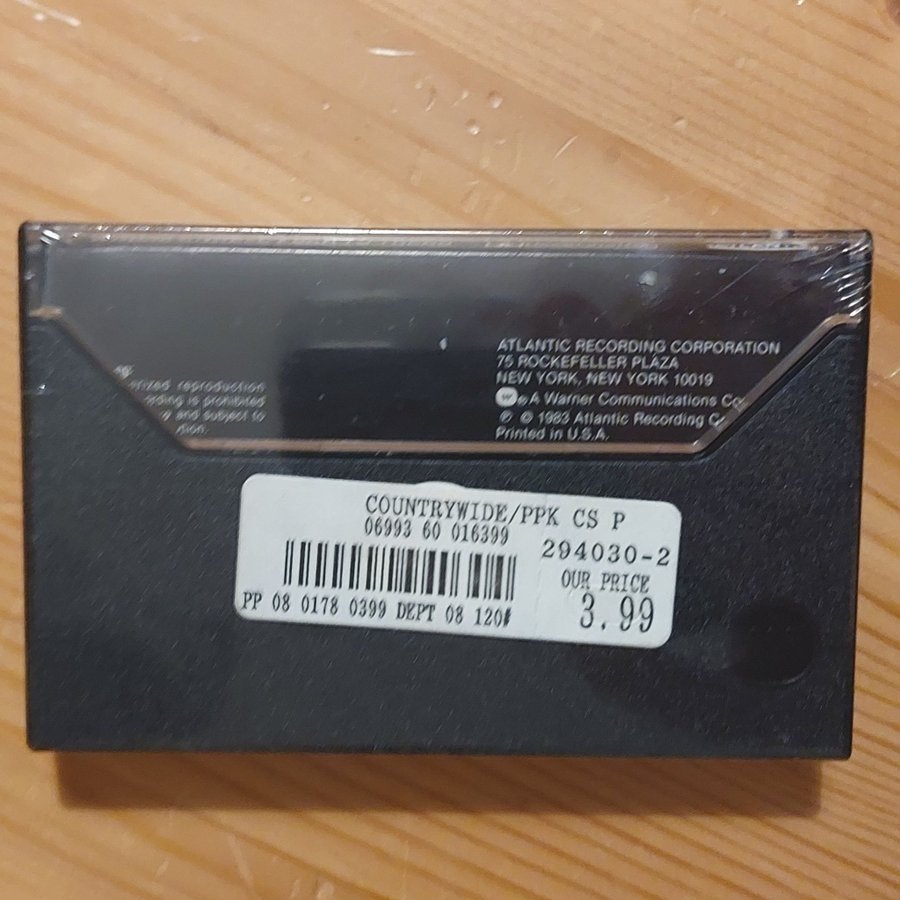 reproduction
is prohibited
and subject to
ATLANTIC RECORDING CORPORATION
75 ROCKEFELLER PLAZA
NEW YORK, NEW YORK 10019
A Warner Communications
℗ © 1983 Atlantic Recording
Printed in U.S.A.
COUNTRYWIDE/PPK CS P
06993 60 016399
294030-2
OUR PRICE
3.99
PP 08 0178 0399 DEPT 08 120#